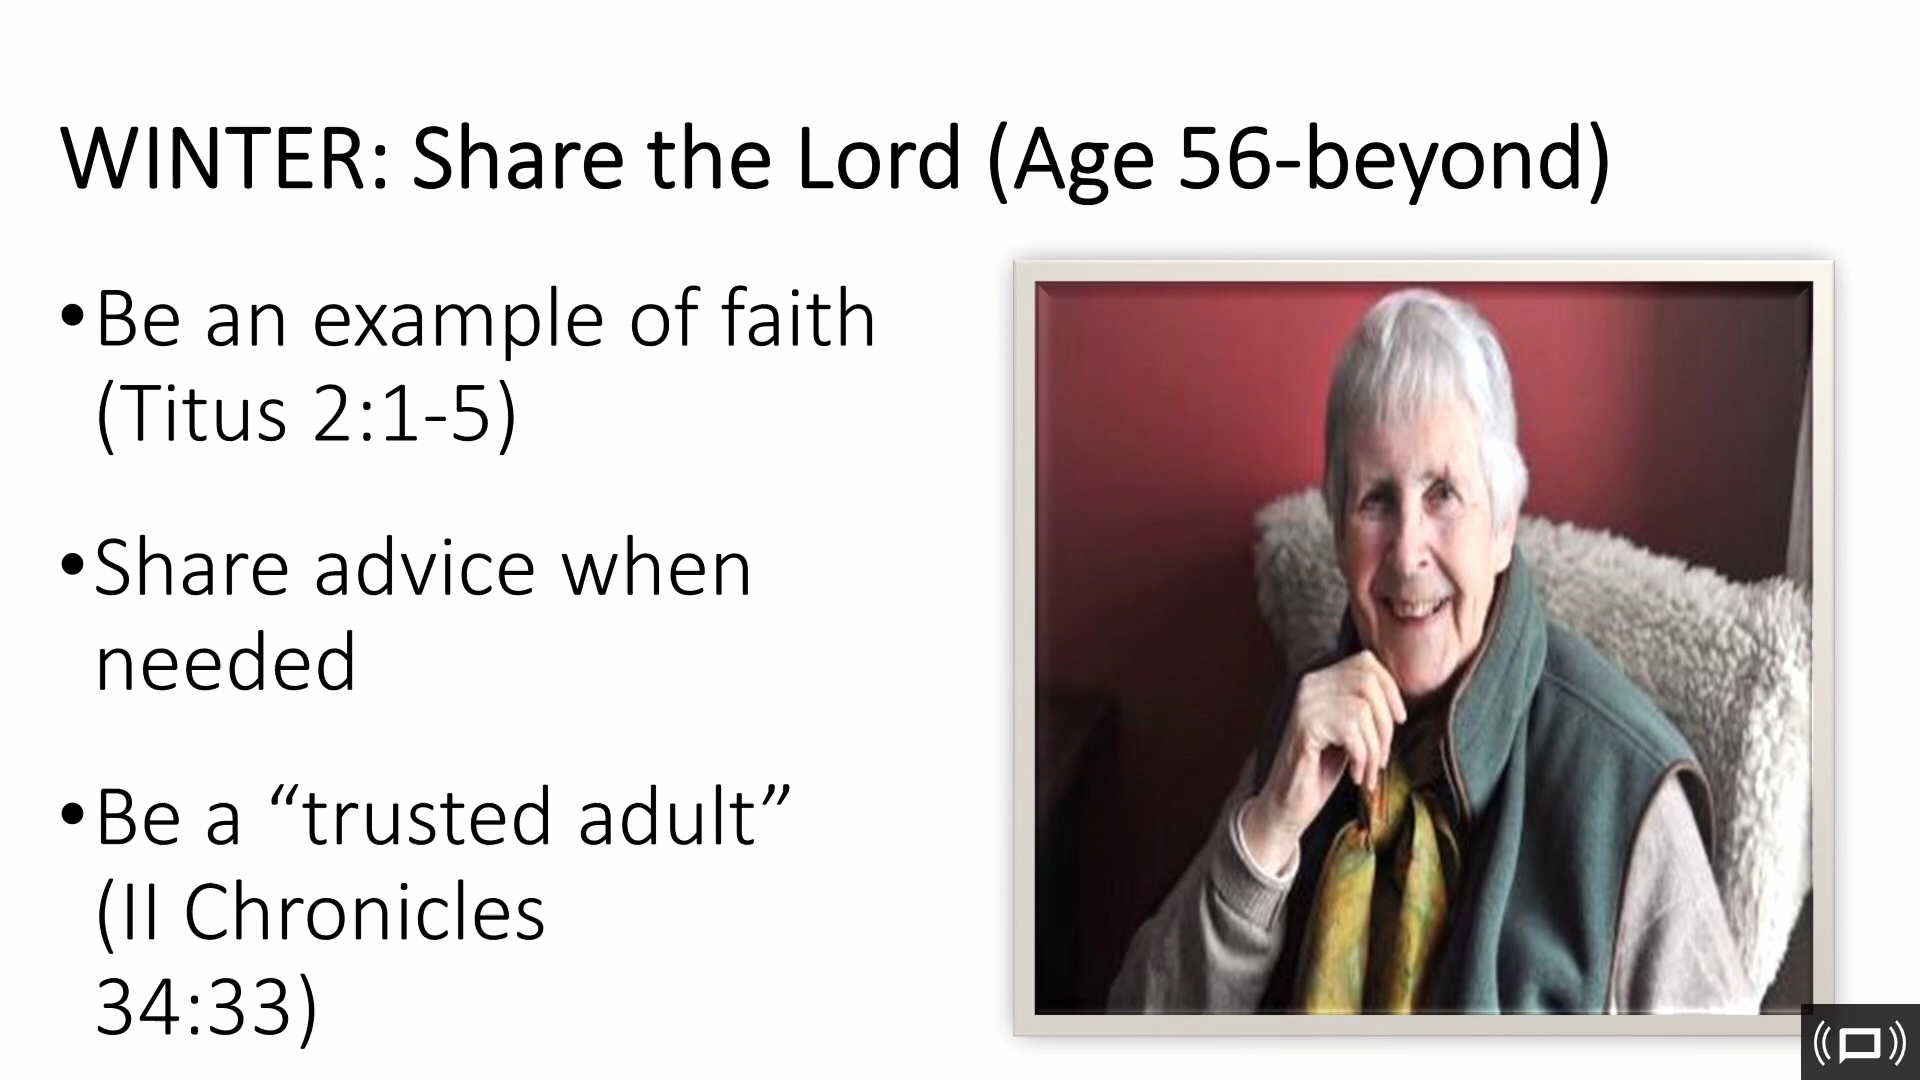 WINTER: Share the Lord (Age 56-beyond)
•Be an example of faith
(Titus 2:1-5)
•Share advice when
needed
•Be a “trusted adult”
(II Chronicles
34:33)